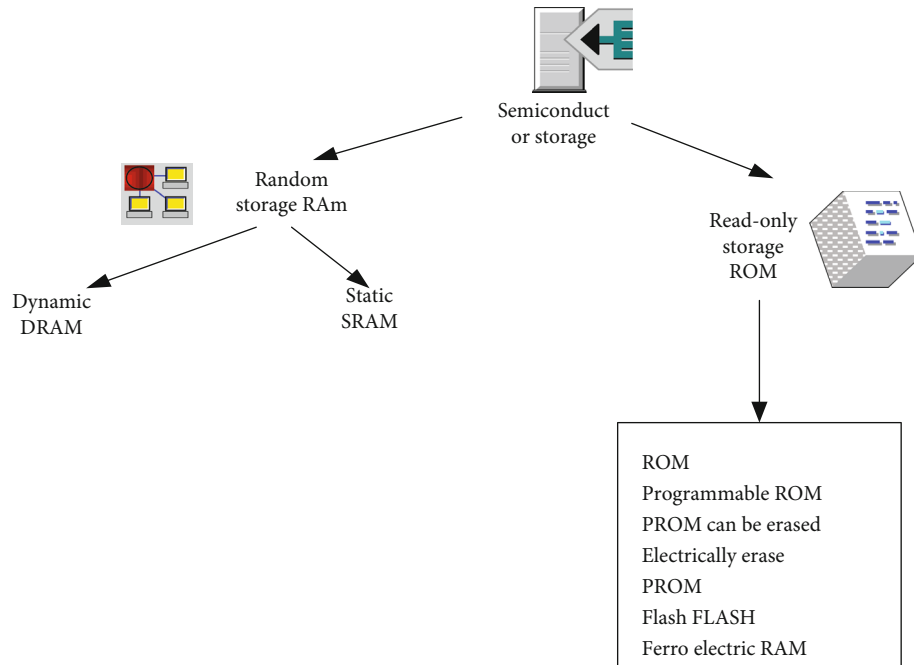 Semiconduct
or storage
Random
storage RAm
Read-only
storage
ROM
Dynamic
DRAM
Static
SRAM
ROM
Programmable ROM
PROM can be erased
Electrically erase
PROM
Flash FLASH
Ferro electric RAM